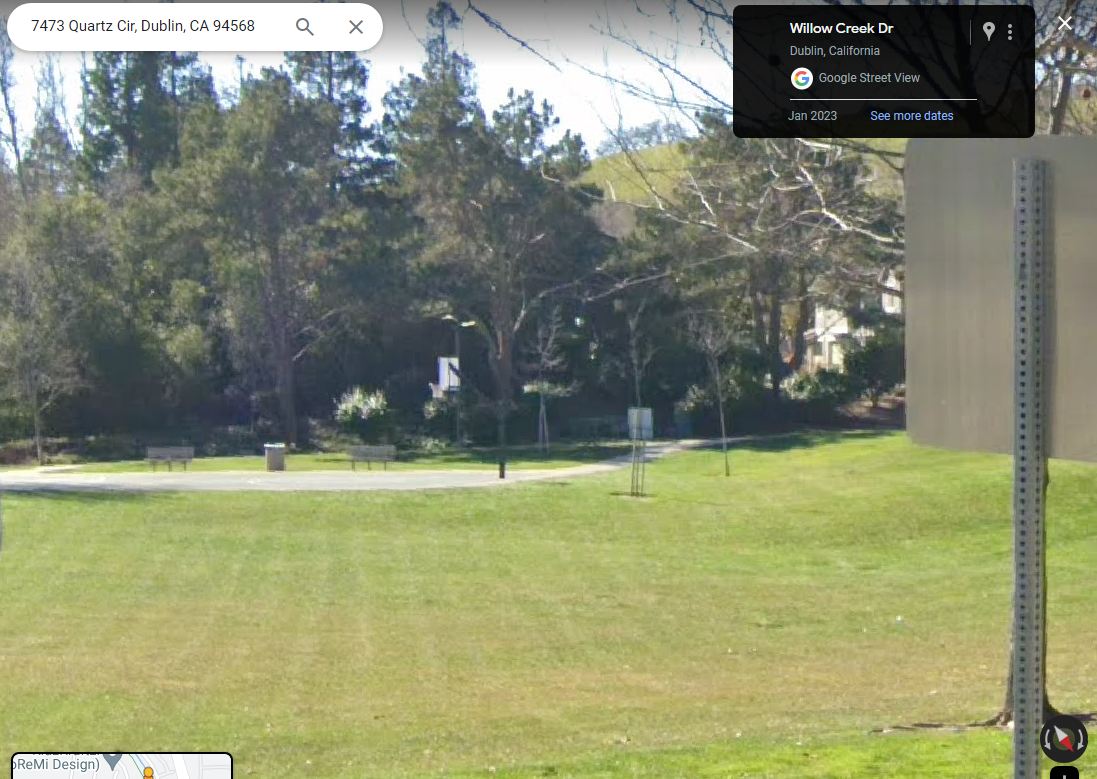 7473 Quartz Cir, Dublin, CA 94568
Willow Creek Dr
Dublin, California
Google Street View
Jan 2023
See more dates
ReMi Design)